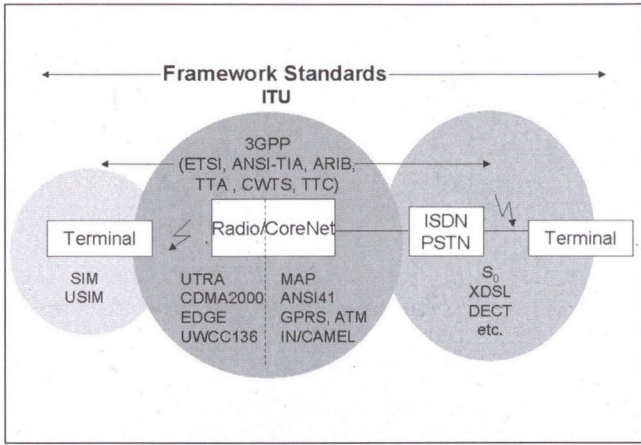 Framework Standards
ITU
3GPP
(ETSI, ANSI-TIA, ARIB,
TTA , CWTS, TTC)
Terminal
Radio/CoreNet
ISDN
PSTN
Terminal
SIM
USIM
UTRA
CDMA2000
EDGE
UWCC136
MAP
ANSI41
GPRS, ATM
IN/CAMEL
S₀
XDSL
DECT
etc.